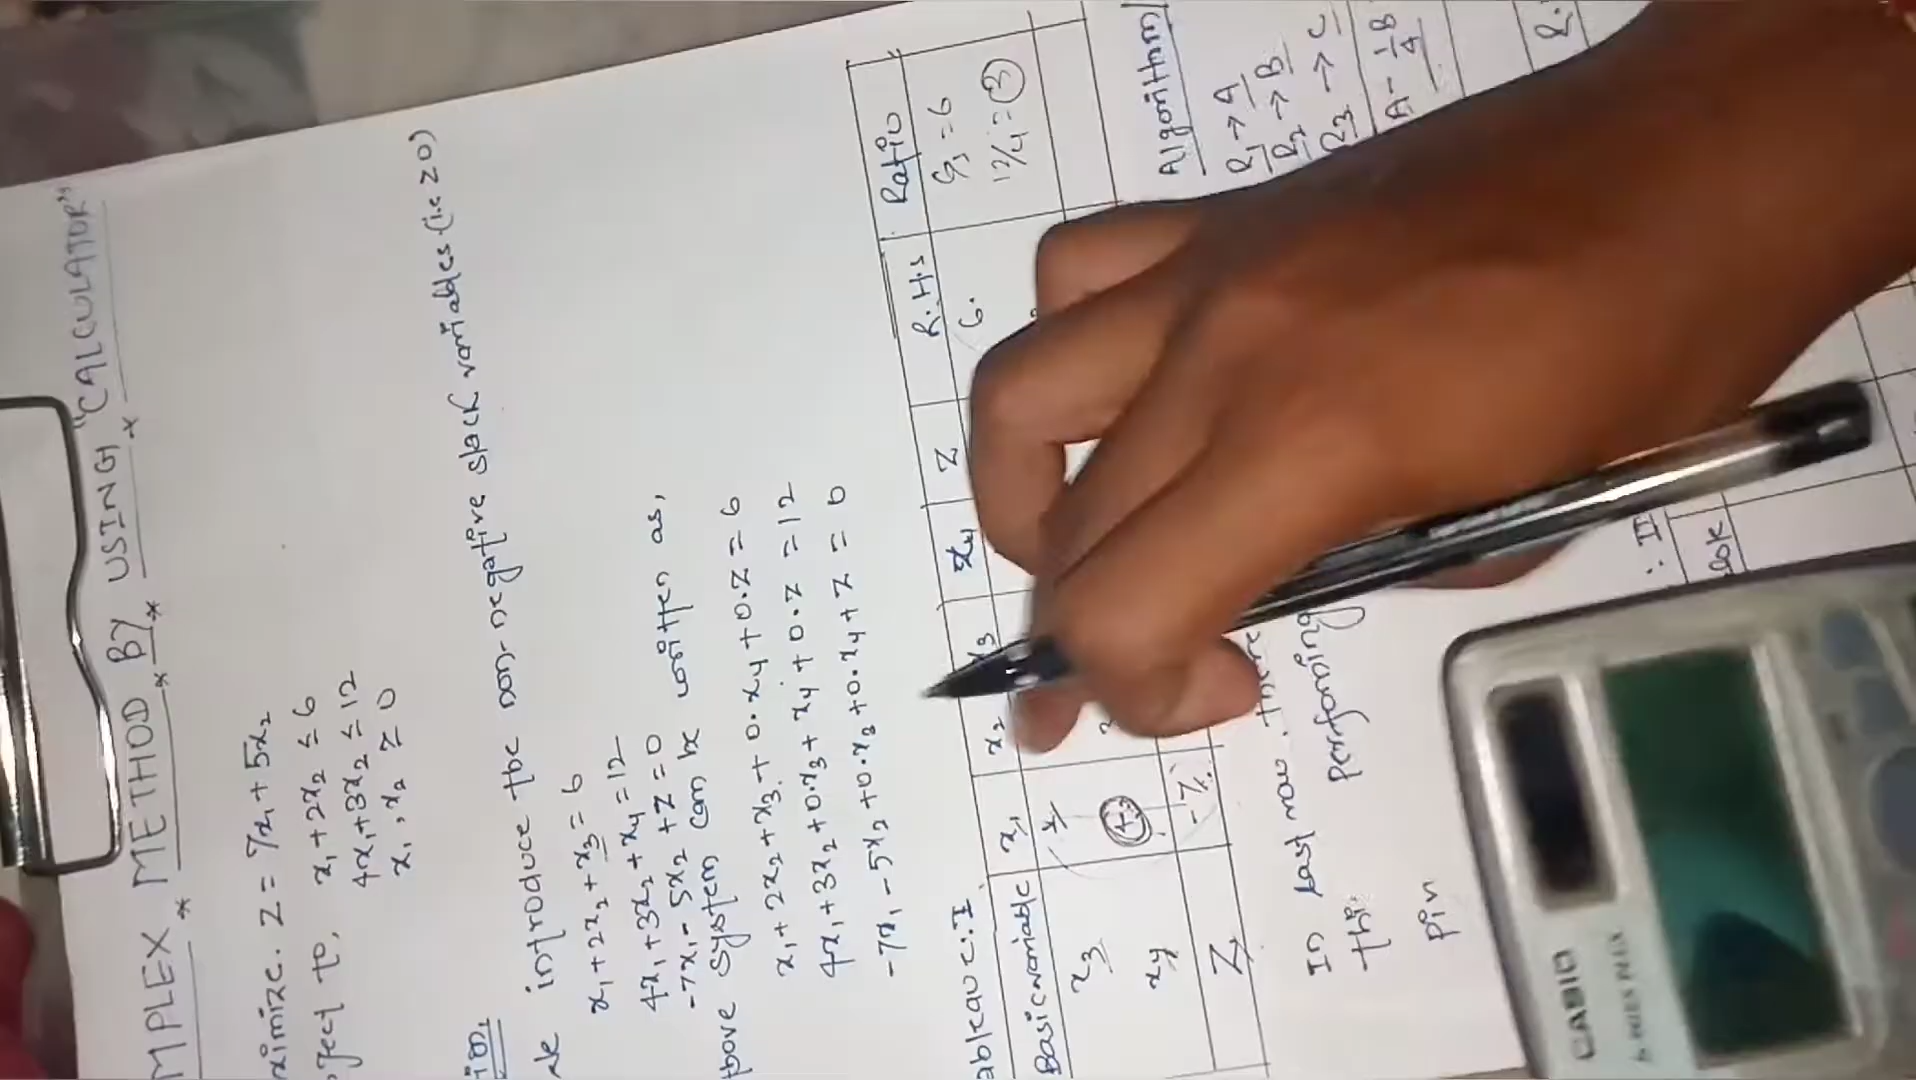 MPLEX METHOD BY USING "CALCULATOR"
ximize. Z = 7x1 + 5x2
bject to, x1 + 2x2 ≤ 6
4x1 + 3x2 ≤ 12
x1, x2 ≥ 0
introduce the non-negative slack variables (i.e ≥ 0)
x1 + 2x2 + x3 = 6
4x1 + 3x2 + x4 = 12
-7x1 - 5x2 + Z = 0
bove system can be written as,
x1 + 2x2 + x3 + 0.x4 + 0.Z = 6
4x1 + 3x2 + 0.x3 + x4 + 0.Z = 12
-7x1 - 5x2 + 0.x3 + 0.x4 + Z = 0
ableau: I
Basic variable x1 x2 x3 x4 Z R.H.S Ratio
x3 6. 6/1 = 6
x4 12/4 = 3
Z -7
In last row.
performing
Algorithm
R1 → A
R2 → B
R3 → C
A - 1/4 B
: II
CASIO